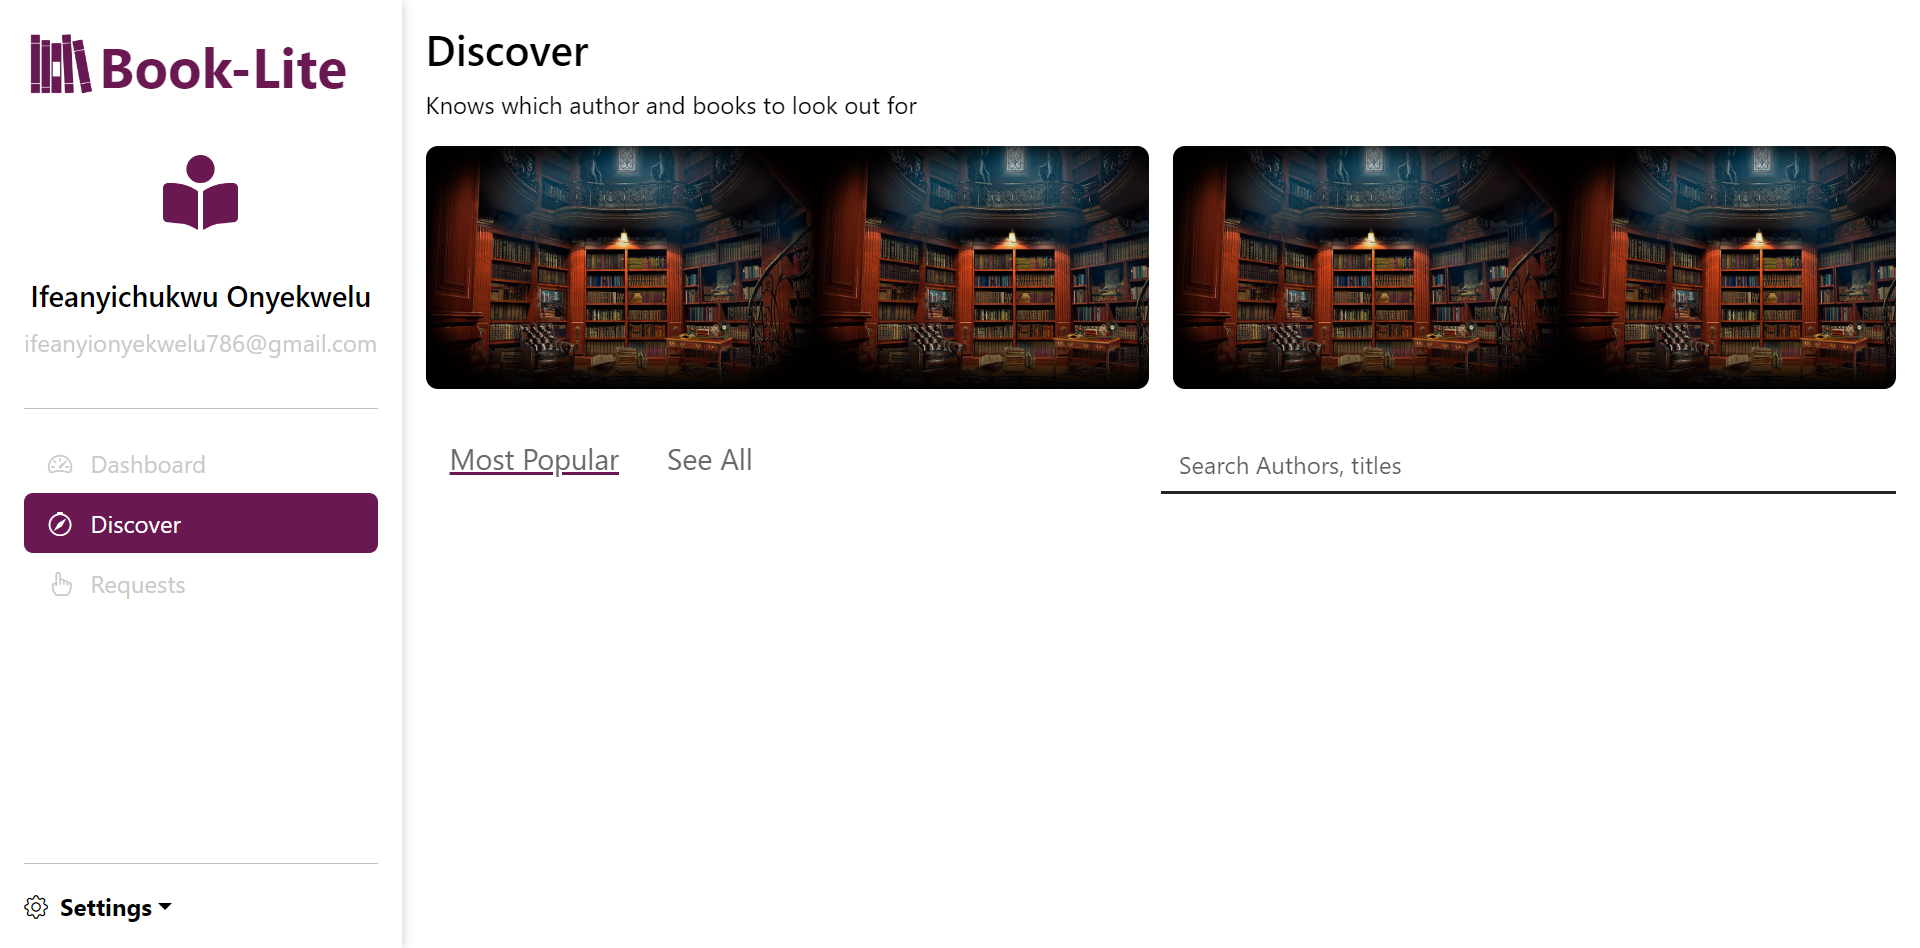 Book-Lite
Ifeanyichukwu Onyekwelu
ifeanyionyekwelu786@gmail.com
Dashboard
Discover
Requests
Settings
Discover
Knows which author and books to look out for
Most Popular See All
Search Authors, titles